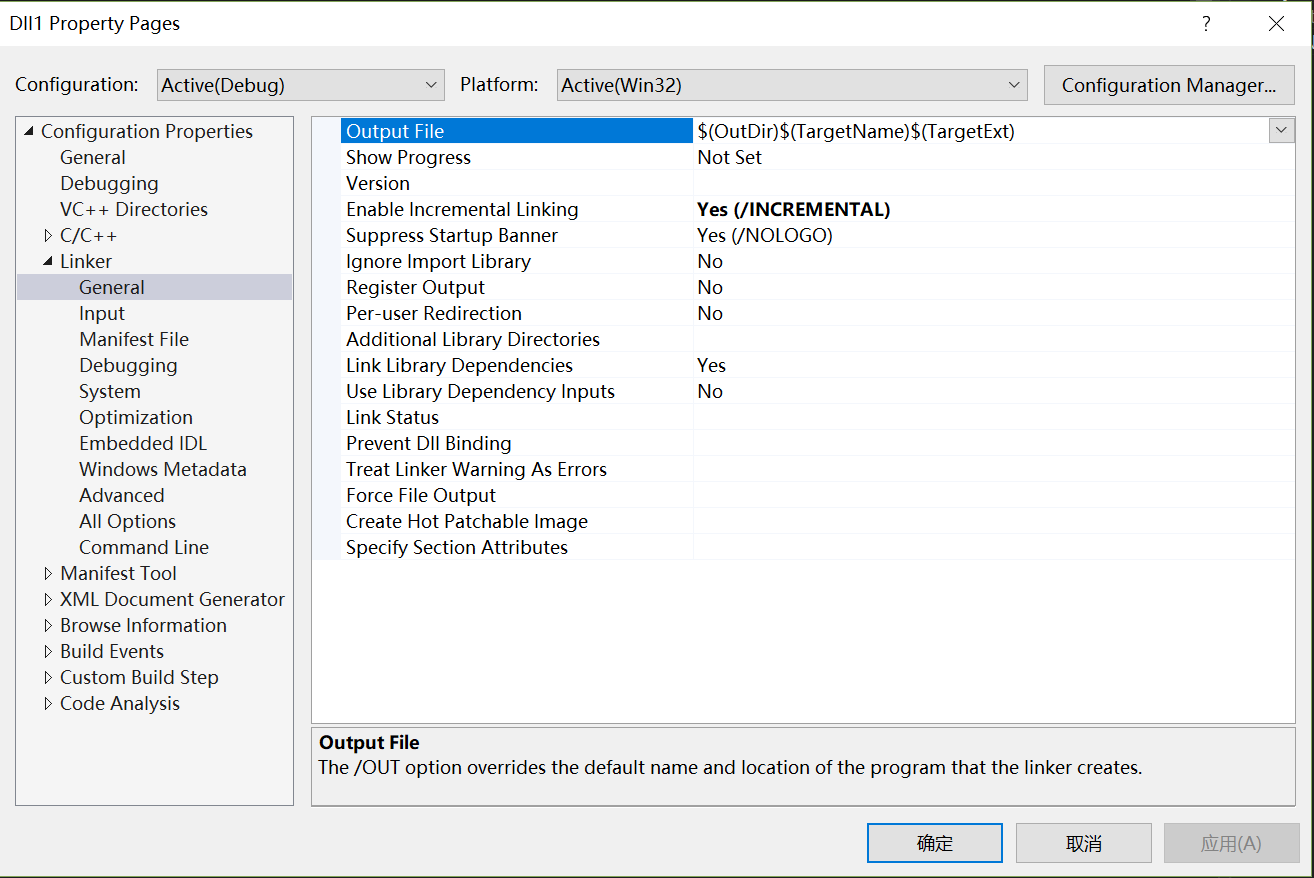 Dll1 Property Pages
?
Configuration: Active(Debug) Platform: Active(Win32) Configuration Manager...
Configuration Properties
General
Debugging
VC++ Directories
C/C++
Linker
General
Input
Manifest File
Debugging
System
Optimization
Embedded IDL
Windows Metadata
Advanced
All Options
Command Line
Manifest Tool
XML Document Generator
Browse Information
Build Events
Custom Build Step
Code Analysis
Output File $(OutDir)$(TargetName)$(TargetExt)
Show Progress Not Set
Version
Enable Incremental Linking Yes (/INCREMENTAL)
Suppress Startup Banner Yes (/NOLOGO)
Ignore Import Library No
Register Output No
Per-user Redirection No
Additional Library Directories
Link Library Dependencies Yes
Use Library Dependency Inputs No
Link Status
Prevent Dll Binding
Treat Linker Warning As Errors
Force File Output
Create Hot Patchable Image
Specify Section Attributes
Output File
The /OUT option overrides the default name and location of the program that the linker creates.
确定 取消 应用(A)